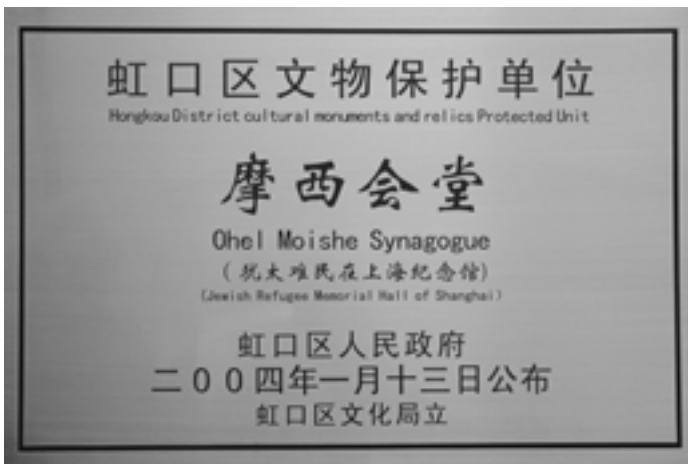 虹口区文物保护单位
Hongkou District cultural monuments and relics Protected Unit
摩西会堂
Ohel Moishe Synagogue
(犹太难民在上海纪念馆)
(Jewish Refugee Memorial Hall of Shanghai)
虹口区人民政府
二00四年一月十三日公布
虹口区文化局立